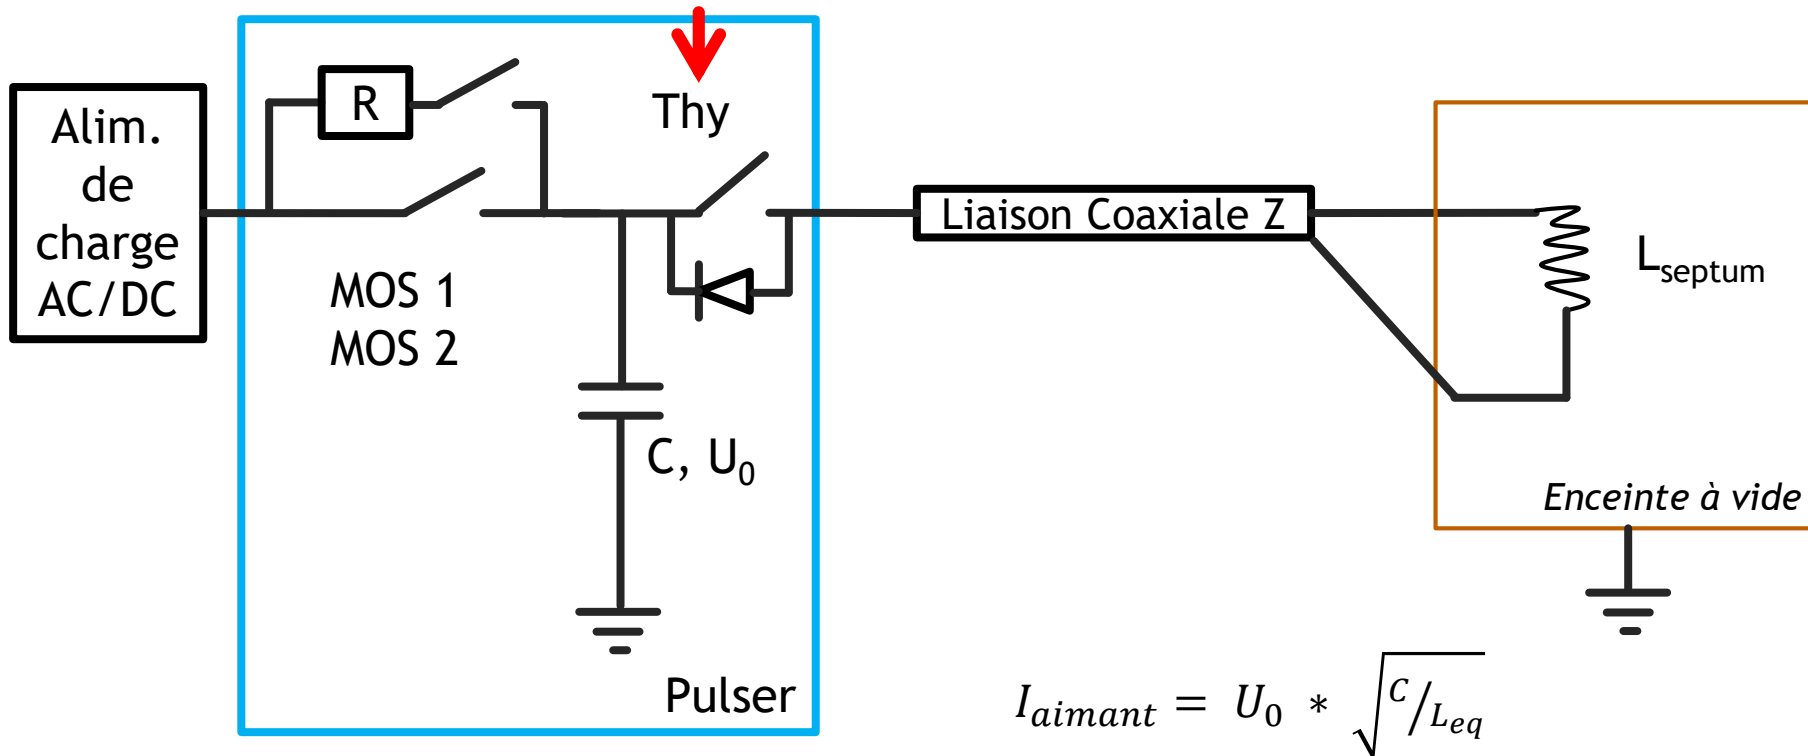 Alim.
de
charge
AC/DC
R
MOS 1
MOS 2
Thy
C, U₀
Pulser
Liaison Coaxiale Z
Lseptum
Enceinte à vide
Iaimant = U₀ * √C/Leq